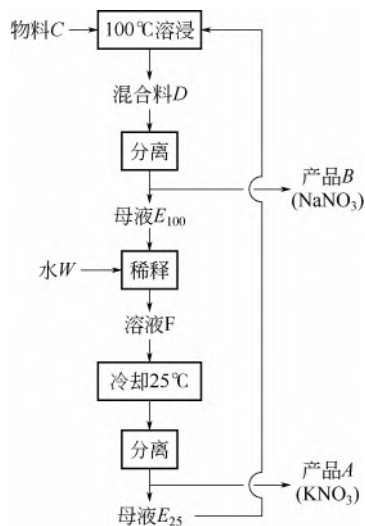 物料C
100℃溶浸
混合料D
分离
产品B
(NaNO₃)
母液E₁₀₀
水W
稀释
溶液F
冷却25℃
分离
产品A
(KNO₃)
母液E₂₅